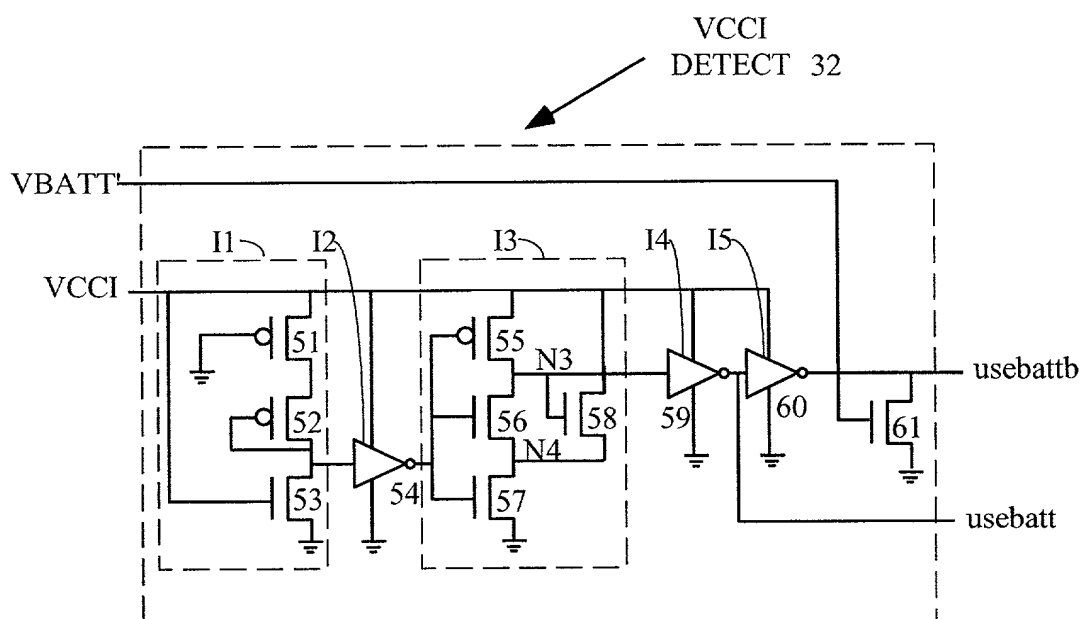 VCCI
DETECT 32
VBATT'
I1
I2
I3
I4
I5
VCCI
51
55
N3
usebattb
52
56
58
59
60
61
N4
53
54
57
usebatt